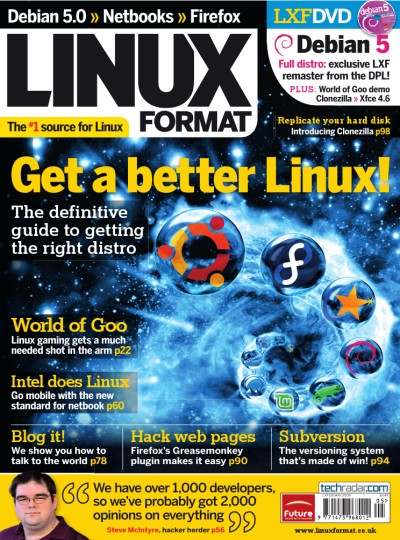 Debian 5.0 » Netbooks » Firefox
LINUX
FORMAT
The #1 source for Linux
LXFDVD
debian 5
Debian 5
Full distro: exclusive LXF
remaster from the DPL!
PLUS: World of Goo demo
Clonezilla » Xfce 4.6
Replicate your hard disk
Introducing Clonezilla p98
Get a better Linux!
The definitive
guide to getting
the right distro
World of Goo
Linux gaming gets a much
needed shot in the arm p22
Intel does Linux
Go mobile with the new
standard for netbook p60
Blog it!
We show you how to
talk to the world p78
Hack web pages
Firefox's Greasemonkey
plugin makes it easy p90
Subversion
The versioning system
that's made of win! p94
“We have over 1,000 developers,
so we've probably got 2,000
opinions on everything”
Steve McIntyre, hacker herder p56
Future
techradar.com
05
9 771473 968012
www.linuxformat.co.uk